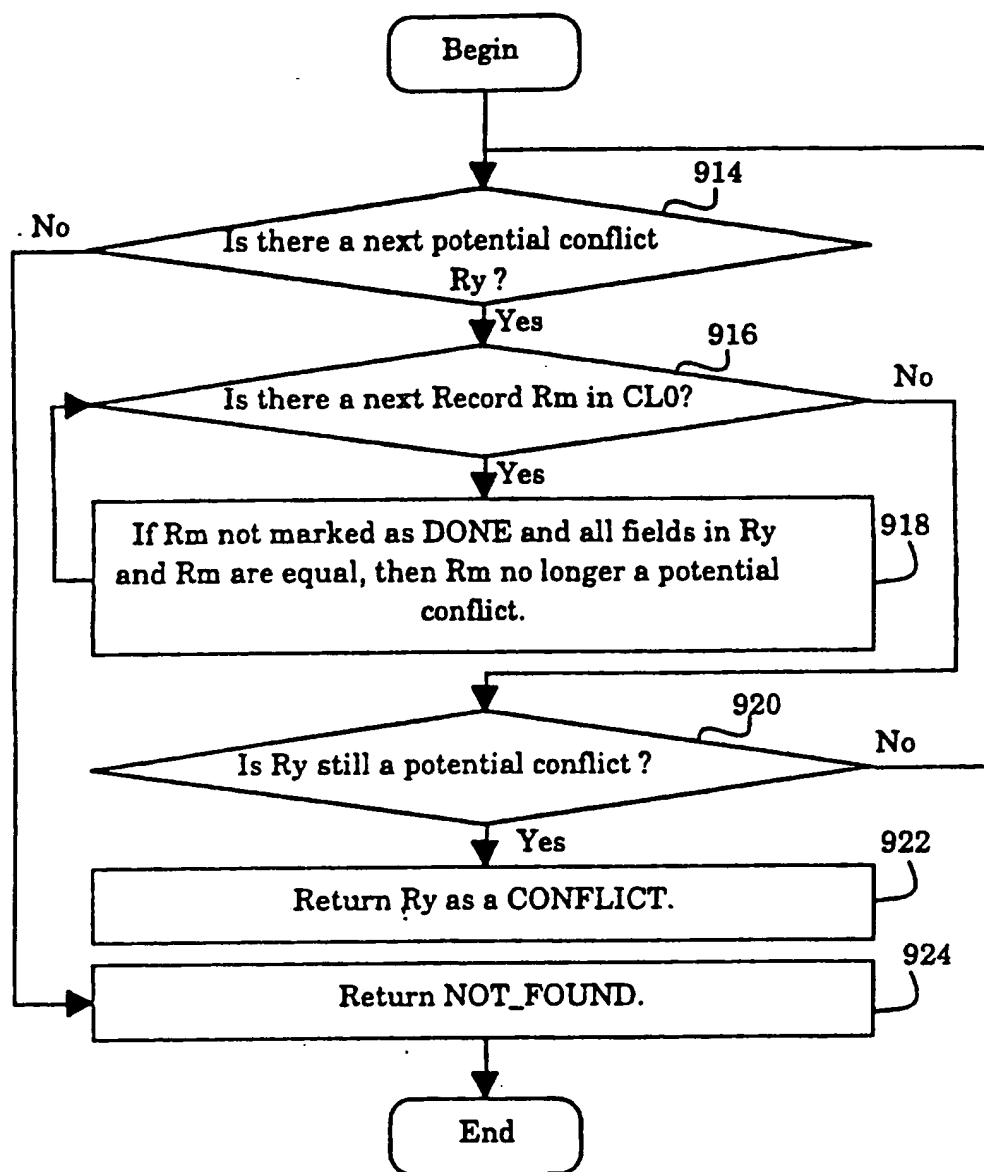 Begin
914
No
Is there a next potential conflict
Ry ?
Yes
916
No
Is there a next Record Rm in CL0?
Yes
918
If Rm not marked as DONE and all fields in Ry
and Rm are equal, then Rm no longer a potential
conflict.
920
No
Is Ry still a potential conflict ?
Yes
922
Return Ry as a CONFLICT.
924
Return NOT_FOUND.
End